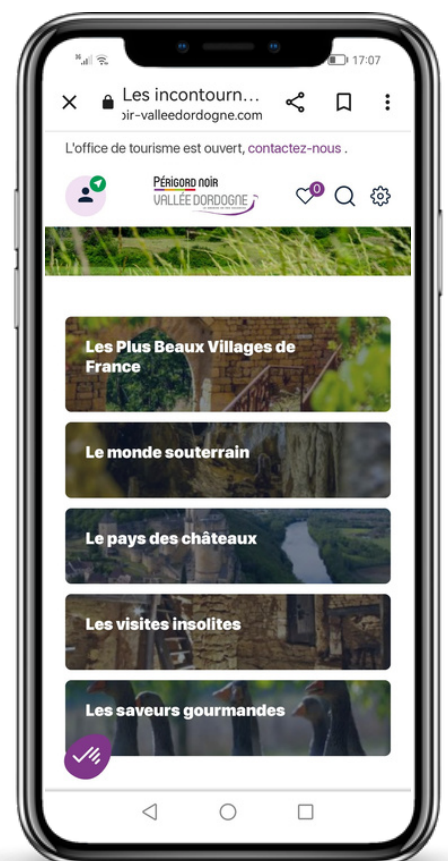 17:07
Les incontourn...
oir-valleedordogne.com
L'office de tourisme est ouvert, contactez-nous .
PÉRIGORD NOIR
VALLÉE DORDOGNE
0
Les Plus Beaux Villages de
France
Le monde souterrain
Le pays des châteaux
Les visites insolites
Les saveurs gourmandes